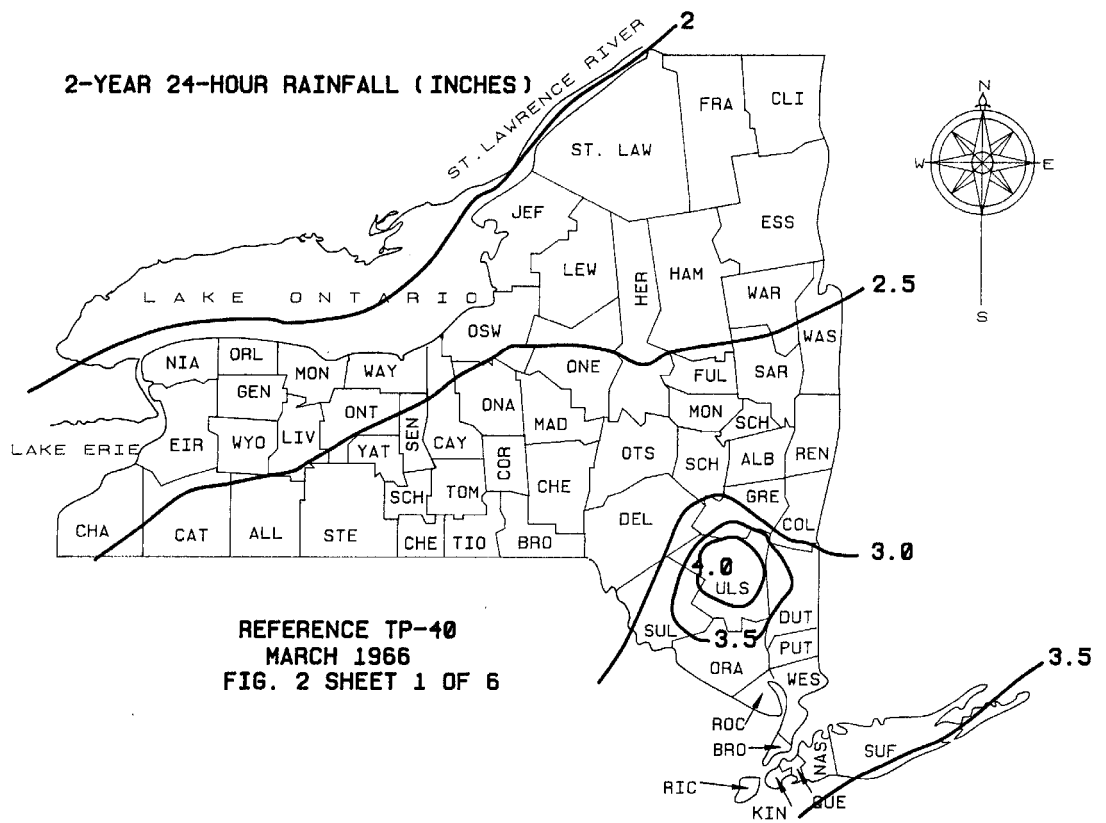 2
2-YEAR 24-HOUR RAINFALL (INCHES)
ST. LAWRENCE RIVER
N
W
E
S
FRA
CLI
ST. LAW
JEF
ESS
LEW
HER
HAM
LAKE ONTARIO
WAR
2.5
OSW
WAS
NIA
ORL
MON
WAY
ONE
FUL
SAR
GEN
ONT
SEN
ONA
MAD
MON
SCH
LAKE ERIE
EIR
WYO
LIV
YAT
CAY
COR
OTS
SCH
ALB
REN
CHE
SCH
TOM
GRE
COL
CHA
CAT
ALL
STE
CHE
TIO
BRO
DEL
3.0
4.0
ULS
DUT
SUL
3.5
PUT
ORA
WES
3.5
REFERENCE TP-40
MARCH 1966
FIG. 2 SHEET 1 OF 6
ROC
BRO
NAS
SUF
RIC
KIN
QUE